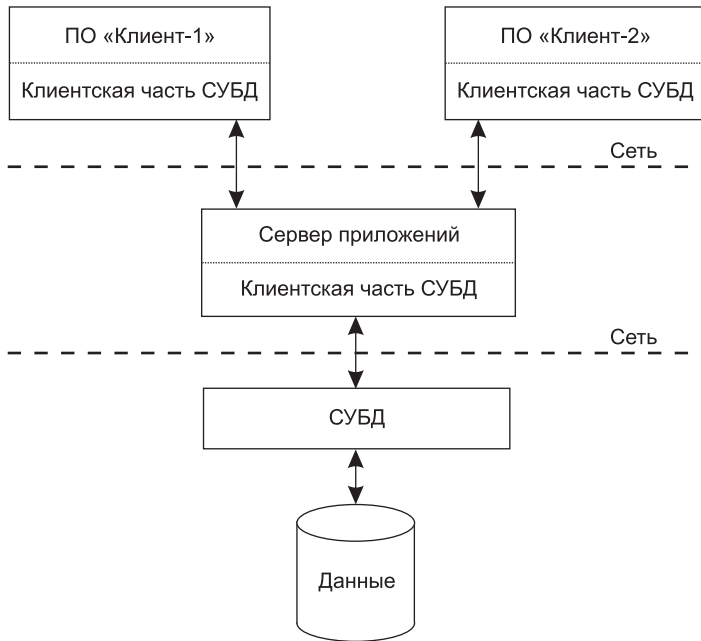 ПО «Клиент-1»
Клиентская часть СУБД
ПО «Клиент-2»
Клиентская часть СУБД
Сеть
Сервер приложений
Клиентская часть СУБД
Сеть
СУБД
Данные